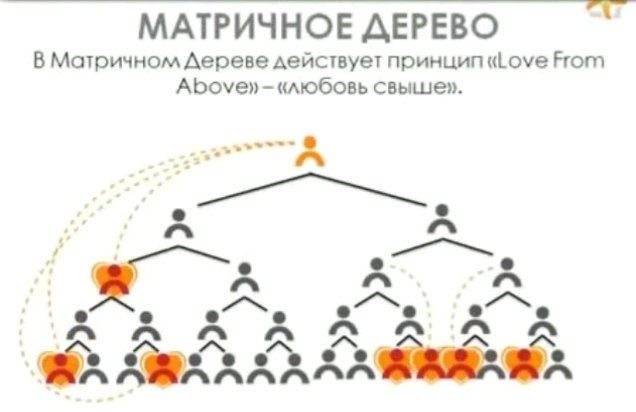 МАТРИЧНОЕ ДЕРЕВО
В Матричном Дереве действует принцип «Love From
Above» – «любовь свыше».